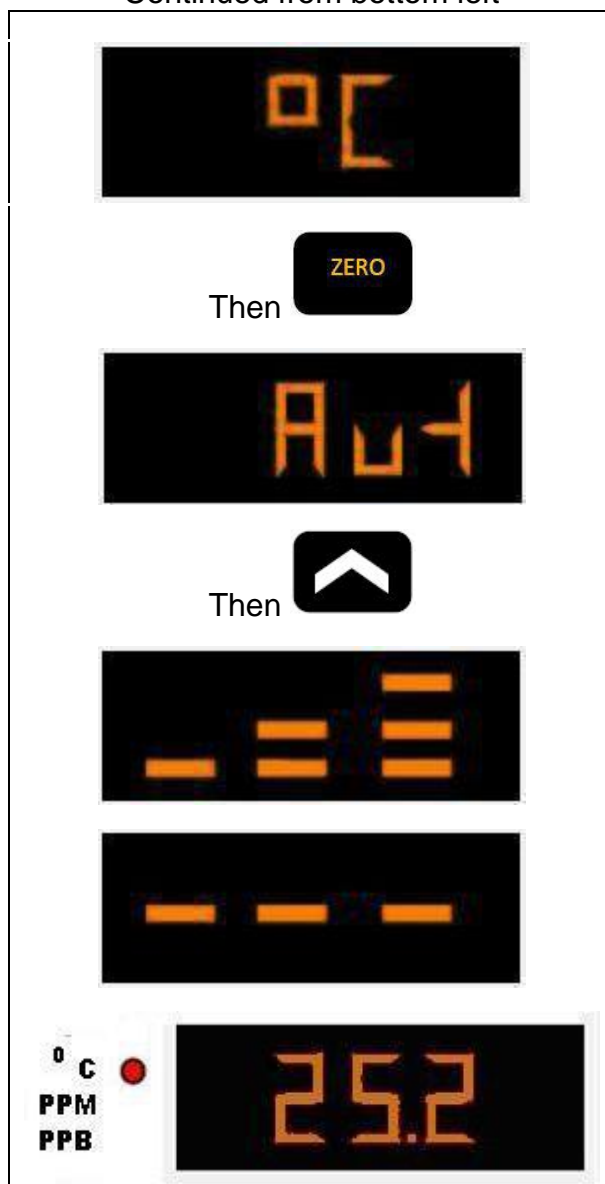 Continued from bottom left
°C
ZERO
Then
Aut
Then
- = ≡
- - -
° C
PPM
PPB
25.2